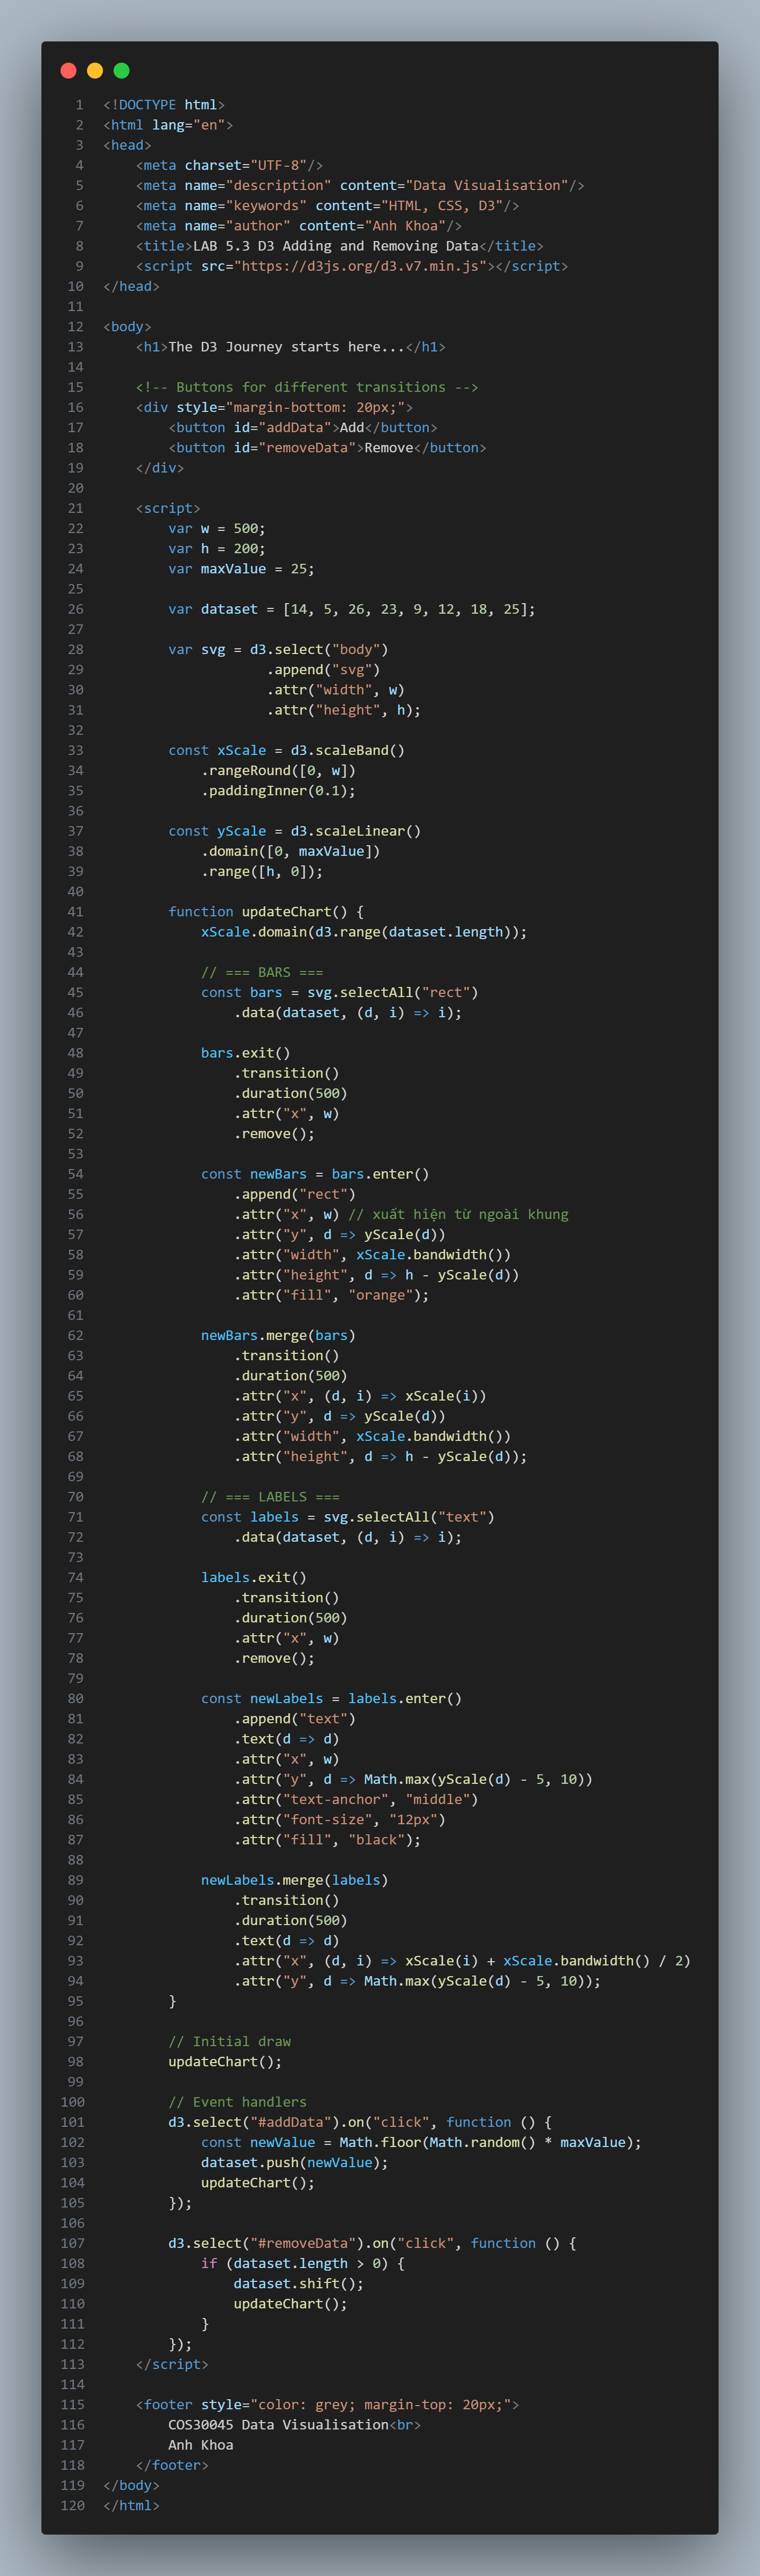 1 <!DOCTYPE html>
2 <html lang="en">
3 <head>
4     <meta charset="UTF-8"/>
5     <meta name="description" content="Data Visualisation"/>
6     <meta name="keywords" content="HTML, CSS, D3"/>
7     <meta name="author" content="Anh Khoa"/>
8     <title>LAB 5.3 D3 Adding and Removing Data</title>
9     <script src="https://d3js.org/d3.v7.min.js"></script>
10 </head>
11
12 <body>
13     <h1>The D3 Journey starts here...</h1>
14
15     <!-- Buttons for different transitions -->
16     <div style="margin-bottom: 20px;">
17         <button id="addData">Add</button>
18         <button id="removeData">Remove</button>
19     </div>
20
21     <script>
22         var w = 500;
23         var h = 200;
24         var maxValue = 25;
25
26         var dataset = [14, 5, 26, 23, 9, 12, 18, 25];
27
28         var svg = d3.select("body")
29                     .append("svg")
30                     .attr("width", w)
31                     .attr("height", h);
32
33         const xScale = d3.scaleBand()
34             .rangeRound([0, w])
35             .paddingInner(0.1);
36
37         const yScale = d3.scaleLinear()
38             .domain([0, maxValue])
39             .range([h, 0]);
40
41         function updateChart() {
42             xScale.domain(d3.range(dataset.length));
43
44             // === BARS ===
45             const bars = svg.selectAll("rect")
46                 .data(dataset, (d, i) => i);
47
48             bars.exit()
49                 .transition()
50                 .duration(500)
51                 .attr("x", w)
52                 .remove();
53
54             const newBars = bars.enter()
55                 .append("rect")
56                 .attr("x", w) // xuất hiện từ ngoài khung
57                 .attr("y", d => yScale(d))
58                 .attr("width", xScale.bandwidth())
59                 .attr("height", d => h - yScale(d))
60                 .attr("fill", "orange");
61
62             newBars.merge(bars)
63                 .transition()
64                 .duration(500)
65                 .attr("x", (d, i) => xScale(i))
66                 .attr("y", d => yScale(d))
67                 .attr("width", xScale.bandwidth())
68                 .attr("height", d => h - yScale(d));
69
70             // === LABELS ===
71             const labels = svg.selectAll("text")
72                 .data(dataset, (d, i) => i);
73
74             labels.exit()
75                 .transition()
76                 .duration(500)
77                 .attr("x", w)
78                 .remove();
79
80             const newLabels = labels.enter()
81                 .append("text")
82                 .text(d => d)
83                 .attr("x", w)
84                 .attr("y", d => Math.max(yScale(d) - 5, 10))
85                 .attr("text-anchor", "middle")
86                 .attr("font-size", "12px")
87                 .attr("fill", "black");
88
89             newLabels.merge(labels)
90                 .transition()
91                 .duration(500)
92                 .text(d => d)
93                 .attr("x", (d, i) => xScale(i) + xScale.bandwidth() / 2)
94                 .attr("y", d => Math.max(yScale(d) - 5, 10));
95         }
96
97         // Initial draw
98         updateChart();
99
100         // Event handlers
101         d3.select("#addData").on("click", function () {
102             const newValue = Math.floor(Math.random() * maxValue);
103             dataset.push(newValue);
104             updateChart();
105         });
106
107         d3.select("#removeData").on("click", function () {
108             if (dataset.length > 0) {
109                 dataset.shift();
110                 updateChart();
111             }
112         });
113     </script>
114
115     <footer style="color: grey; margin-top: 20px;">
116         COS30045 Data Visualisation<br>
117         Anh Khoa
118     </footer>
119 </body>
120 </html>